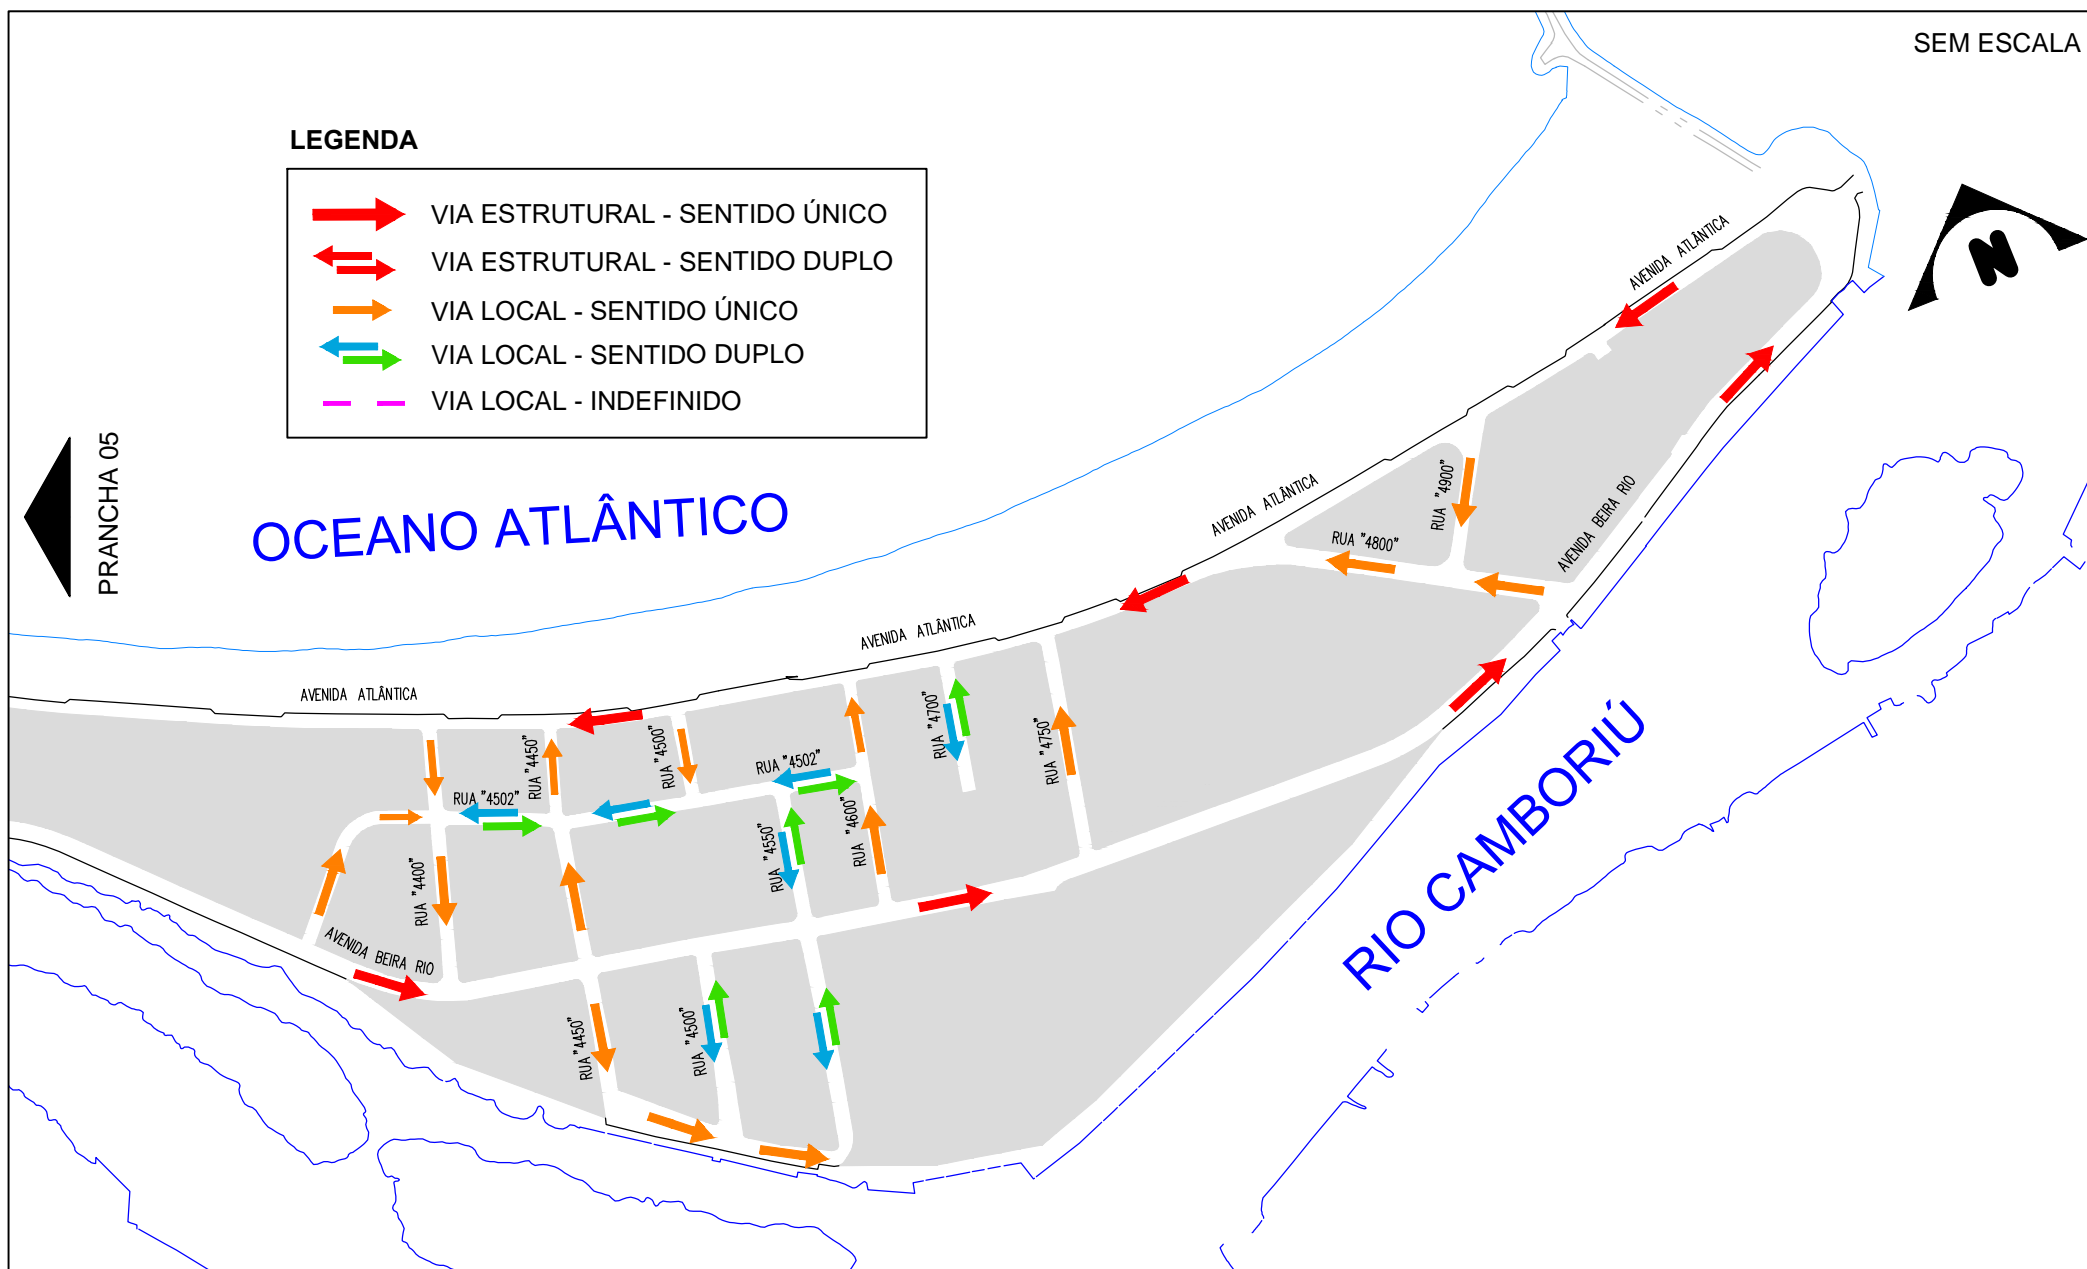 SEM ESCALA
LEGENDA
VIA ESTRUTURAL - SENTIDO ÚNICO
VIA ESTRUTURAL - SENTIDO DUPLO
VIA LOCAL - SENTIDO ÚNICO
VIA LOCAL - SENTIDO DUPLO
VIA LOCAL - INDEFINIDO
PRANCHA 05
OCEANO ATLÂNTICO
N
AVENIDA ATLÂNTICA
AVENIDA ATLÂNTICA
AVENIDA ATLÂNTICA
AVENIDA ATLÂNTICA
RUA "4900"
RUA "4800"
AVENIDA BEIRA RIO
RUA "4700"
RUA "4750"
RUA "4450"
RUA "4500"
RUA "4502"
RUA "4502"
RUA "4600"
RUA "4550"
RUA "4400"
AVENIDA BEIRA RIO
RUA "4450"
RUA "4500"
RIO CAMBORIÚ